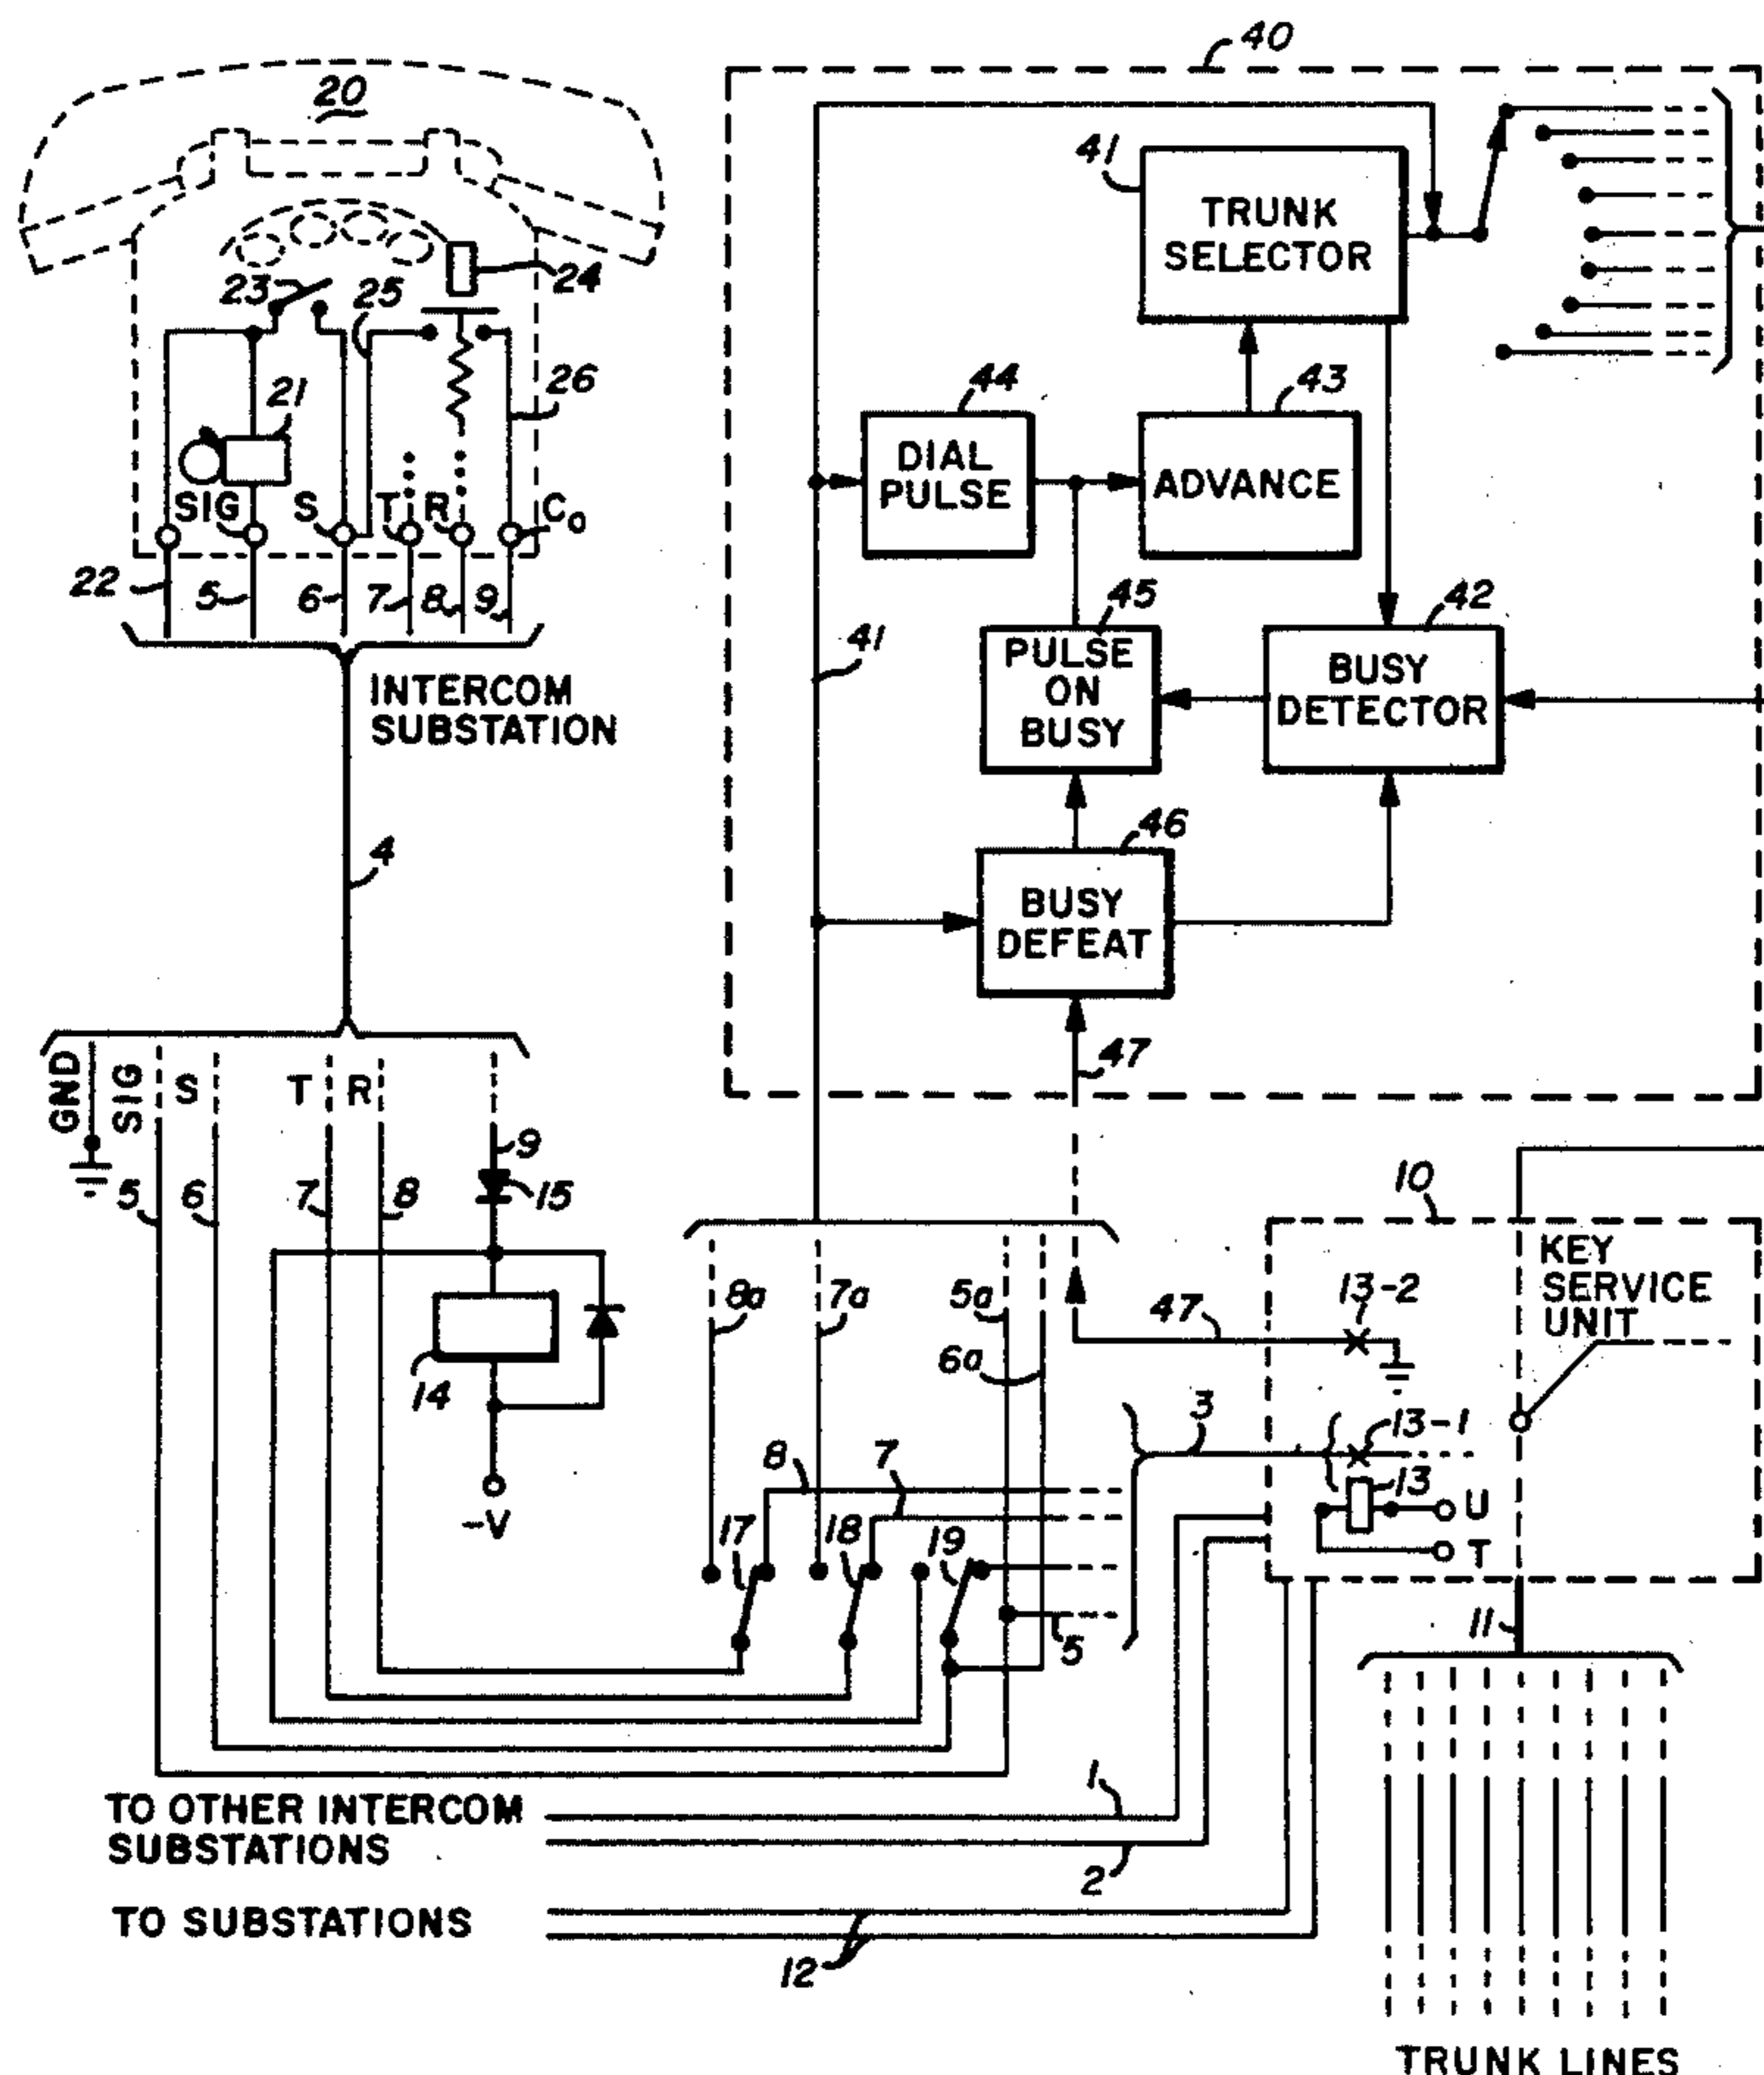 40
20
41
TRUNK
SELECTOR
23
25
24
21
26
44
43
DIAL
PULSE
ADVANCE
SIG
S
T
R
C₀
22
5
6
7
8
9
45
42
41
PULSE
ON
BUSY
BUSY
DETECTOR
INTERCOM
SUBSTATION
4
46
BUSY
DEFEAT
47
GND
SIG
S
T
R
9
15
5
6
7
8
10
KEY
SERVICE
UNIT
8a
7a
5a
6a
47
13-2
14
-V
3
13-1
13
8
7
U
T
17
18
19
5
11
1
TO OTHER INTERCOM
SUBSTATIONS
2
TO SUBSTATIONS
12
TRUNK LINES